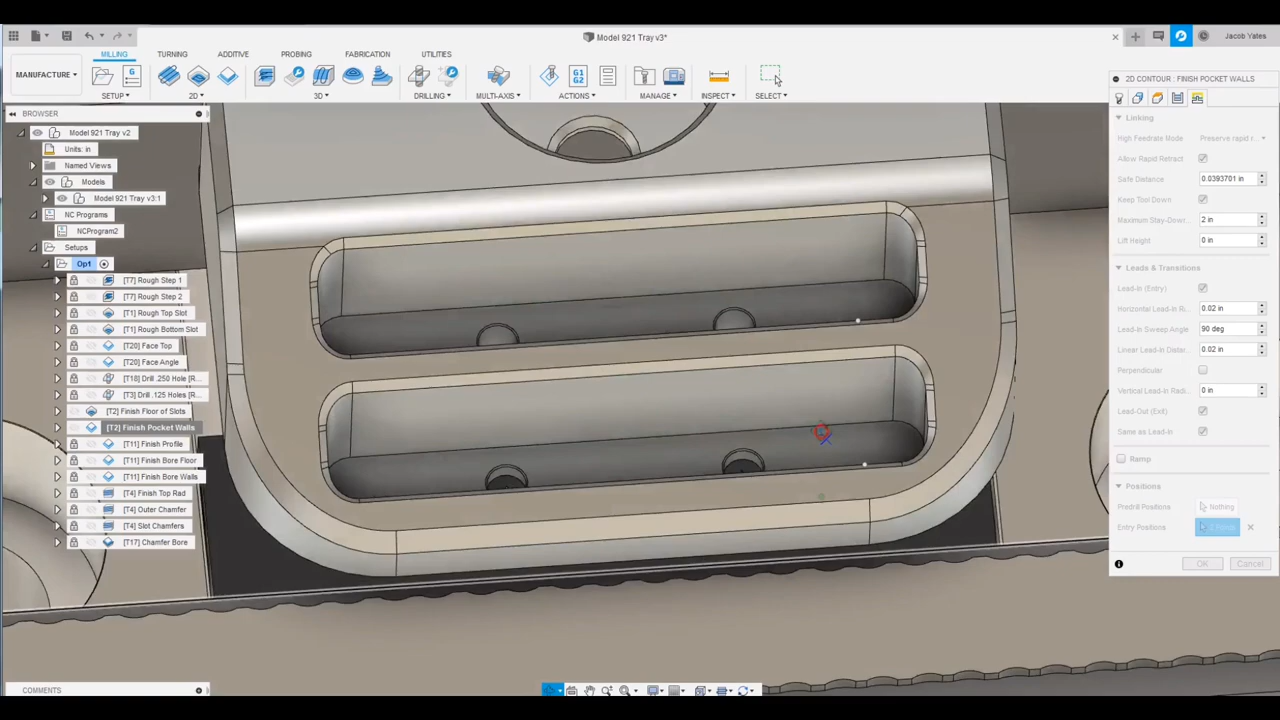 Model 921 Tray v3*
Jacob Yates
MILLING TURNING ADDITIVE PROBING FABRICATION UTILITIES
MANUFACTURE
G
G1
G2
SETUP 2D 3D DRILLING MULTI-AXIS ACTIONS MANAGE INSPECT SELECT
BROWSER
Model 921 Tray v2
Units: in
Named Views
Models
Model 921 Tray v3:1
NC Programs
NCProgram2
Setups
Op1
[T7] Rough Step 1
[T7] Rough Step 2
[T1] Rough Top Slot
[T1] Rough Bottom Slot
[T20] Face Top
[T20] Face Angle
[T18] Drill .250 Hole [R...
[T3] Drill .125 Holes [R...
[T2] Finish Floor of Slots
[T2] Finish Pocket Walls
[T11] Finish Profile
[T11] Finish Bore Floor
[T11] Finish Bore Walls
[T4] Finish Top Rad
[T4] Outer Chamfer
[T4] Slot Chamfers
[T17] Chamfer Bore
COMMENTS
2D CONTOUR : FINISH POCKET WALLS
Linking
High Feedrate Mode Preserve rapid r...
Allow Rapid Retract
Safe Distance 0.0393701 in
Keep Tool Down
Maximum Stay-Down... 2 in
Lift Height 0 in
Leads & Transitions
Lead-In (Entry)
Horizontal Lead-In R... 0.02 in
Lead-In Sweep Angle 90 deg
Linear Lead-In Distan... 0.02 in
Perpendicular
Vertical Lead-In Radi... 0 in
Lead-Out (Exit)
Same as Lead-In
Ramp
Positions
Predrill Positions Nothing
Entry Positions
OK Cancel